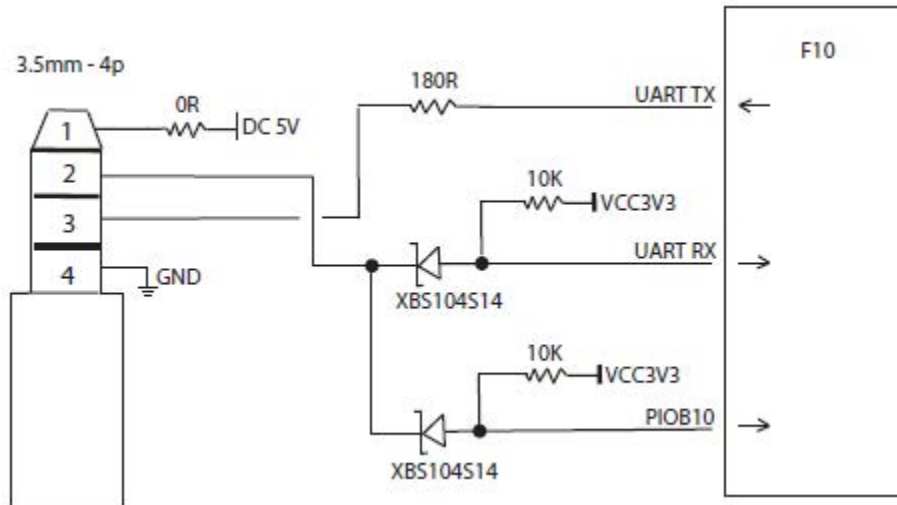 F10
3.5mm - 4p
180R
UART TX
0R
DC 5V
1
2
10K
VCC3V3
3
UART RX
4
GND
XBS104S14
10K
VCC3V3
PIOB10
XBS104S14